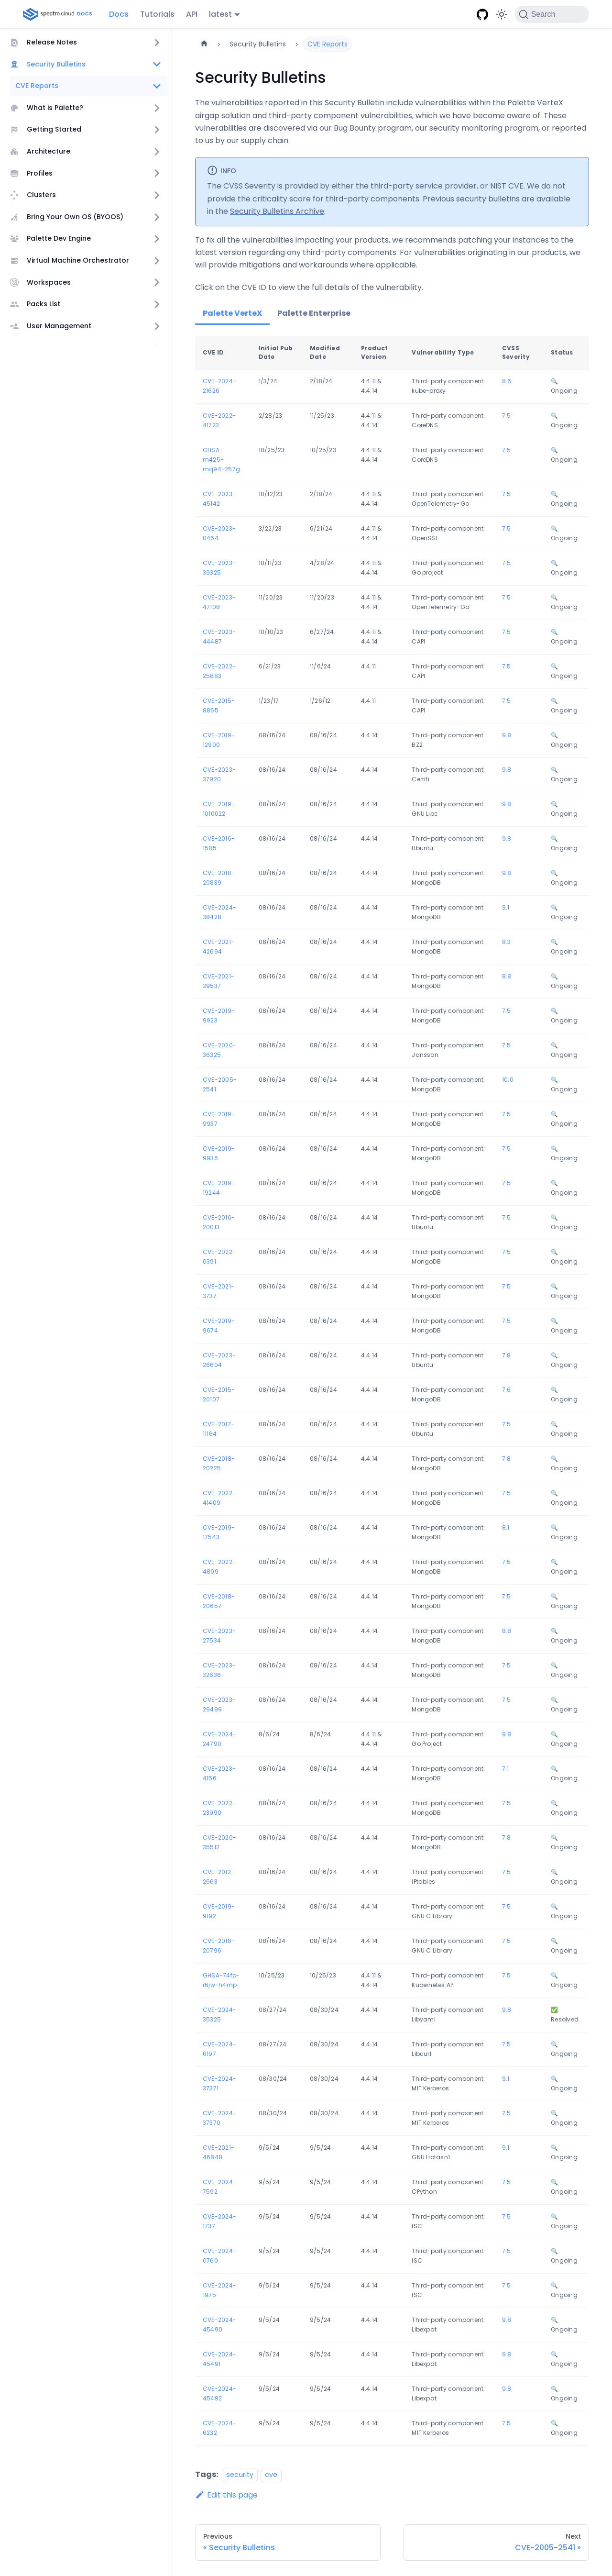 spectro cloud DOCS
Docs
Tutorials
API
latest
Search
Release Notes
Security Bulletins
CVE Reports
What is Palette?
Getting Started
Architecture
Profiles
Clusters
Bring Your Own OS (BYOOS)
Palette Dev Engine
Virtual Machine Orchestrator
Workspaces
Packs List
User Management
Security Bulletins
CVE Reports
Security Bulletins
The vulnerabilities reported in this Security Bulletin include vulnerabilities within the Palette VerteX
airgap solution and third-party component vulnerabilities, which we have become aware of. These
vulnerabilities are discovered via our Bug Bounty program, our security monitoring program, or reported
to us by our supply chain.
INFO
The CVSS Severity is provided by either the third-party service provider, or NIST CVE. We do not
provide the criticality score for third-party components. Previous security bulletins are available
in the Security Bulletins Archive.
To fix all the vulnerabilities impacting your products, we recommends patching your instances to the
latest version regarding any third-party components. For vulnerabilities originating in our products, we
will provide mitigations and workarounds where applicable.
Click on the CVE ID to view the full details of the vulnerability.
Palette VerteX
Palette Enterprise
CVE ID Initial Pub Date Modified Date Product Version Vulnerability Type CVSS Severity Status
CVE-2024-21626 1/3/24 2/18/24 4.4.11 & 4.4.14 Third-party component: kube-proxy 8.6 Ongoing
CVE-2022-41723 2/28/23 11/25/23 4.4.11 & 4.4.14 Third-party component: CoreDNS 7.5 Ongoing
GHSA-m425-mq94-257g 10/25/23 10/25/23 4.4.11 & 4.4.14 Third-party component: CoreDNS 7.5 Ongoing
CVE-2023-45142 10/12/23 2/18/24 4.4.11 & 4.4.14 Third-party component: OpenTelemetry-Go 7.5 Ongoing
CVE-2023-0464 3/22/23 6/21/24 4.4.11 & 4.4.14 Third-party component: OpenSSL 7.5 Ongoing
CVE-2023-39325 10/11/23 4/28/24 4.4.11 & 4.4.14 Third-party component: Go project 7.5 Ongoing
CVE-2023-47108 11/20/23 11/20/23 4.4.11 & 4.4.14 Third-party component: OpenTelemetry-Go 7.5 Ongoing
CVE-2023-44487 10/10/23 6/27/24 4.4.11 & 4.4.14 Third-party component: CAPI 7.5 Ongoing
CVE-2022-25883 6/21/23 11/6/24 4.4.11 Third-party component: CAPI 7.5 Ongoing
CVE-2015-8855 1/23/17 1/26/12 4.4.11 Third-party component: CAPI 7.5 Ongoing
CVE-2019-12900 08/16/24 08/16/24 4.4.14 Third-party component: BZ2 9.8 Ongoing
CVE-2023-37920 08/16/24 08/16/24 4.4.14 Third-party component: Certifi 9.8 Ongoing
CVE-2019-1010022 08/16/24 08/16/24 4.4.14 Third-party component: GNU Libc 9.8 Ongoing
CVE-2016-1585 08/16/24 08/16/24 4.4.14 Third-party component: Ubuntu 9.8 Ongoing
CVE-2018-20839 08/16/24 08/16/24 4.4.14 Third-party component: MongoDB 9.8 Ongoing
CVE-2024-38428 08/16/24 08/16/24 4.4.14 Third-party component: MongoDB 9.1 Ongoing
CVE-2021-42694 08/16/24 08/16/24 4.4.14 Third-party component: MongoDB 8.3 Ongoing
CVE-2021-39537 08/16/24 08/16/24 4.4.14 Third-party component: MongoDB 8.8 Ongoing
CVE-2019-9923 08/16/24 08/16/24 4.4.14 Third-party component: MongoDB 7.5 Ongoing
CVE-2020-36325 08/16/24 08/16/24 4.4.14 Third-party component: Jansson 7.5 Ongoing
CVE-2005-2541 08/16/24 08/16/24 4.4.14 Third-party component: MongoDB 10.0 Ongoing
CVE-2019-9937 08/16/24 08/16/24 4.4.14 Third-party component: MongoDB 7.5 Ongoing
CVE-2019-9936 08/16/24 08/16/24 4.4.14 Third-party component: MongoDB 7.5 Ongoing
CVE-2019-19244 08/16/24 08/16/24 4.4.14 Third-party component: MongoDB 7.5 Ongoing
CVE-2016-20013 08/16/24 08/16/24 4.4.14 Third-party component: Ubuntu 7.5 Ongoing
CVE-2022-0391 08/16/24 08/16/24 4.4.14 Third-party component: MongoDB 7.5 Ongoing
CVE-2021-3737 08/16/24 08/16/24 4.4.14 Third-party component: MongoDB 7.5 Ongoing
CVE-2019-9674 08/16/24 08/16/24 4.4.14 Third-party component: MongoDB 7.5 Ongoing
CVE-2023-26604 08/16/24 08/16/24 4.4.14 Third-party component: Ubuntu 7.8 Ongoing
CVE-2015-20107 08/16/24 08/16/24 4.4.14 Third-party component: MongoDB 7.6 Ongoing
CVE-2017-11164 08/16/24 08/16/24 4.4.14 Third-party component: Ubuntu 7.5 Ongoing
CVE-2018-20225 08/16/24 08/16/24 4.4.14 Third-party component: MongoDB 7.8 Ongoing
CVE-2022-41409 08/16/24 08/16/24 4.4.14 Third-party component: MongoDB 7.5 Ongoing
CVE-2019-17543 08/16/24 08/16/24 4.4.14 Third-party component: MongoDB 8.1 Ongoing
CVE-2022-4899 08/16/24 08/16/24 4.4.14 Third-party component: MongoDB 7.5 Ongoing
CVE-2018-20657 08/16/24 08/16/24 4.4.14 Third-party component: MongoDB 7.5 Ongoing
CVE-2023-27534 08/16/24 08/16/24 4.4.14 Third-party component: MongoDB 8.8 Ongoing
CVE-2023-32636 08/16/24 08/16/24 4.4.14 Third-party component: MongoDB 7.5 Ongoing
CVE-2023-29499 08/16/24 08/16/24 4.4.14 Third-party component: MongoDB 7.5 Ongoing
CVE-2024-24790 8/6/24 8/6/24 4.4.11 & 4.4.14 Third-party component: Go Project 9.8 Ongoing
CVE-2023-4156 08/16/24 08/16/24 4.4.14 Third-party component: MongoDB 7.1 Ongoing
CVE-2022-23990 08/16/24 08/16/24 4.4.14 Third-party component: MongoDB 7.5 Ongoing
CVE-2020-35512 08/16/24 08/16/24 4.4.14 Third-party component: MongoDB 7.8 Ongoing
CVE-2012-2663 08/16/24 08/16/24 4.4.14 Third-party component: iPtables 7.5 Ongoing
CVE-2019-9192 08/16/24 08/16/24 4.4.14 Third-party component: GNU C Library 7.5 Ongoing
CVE-2018-20796 08/16/24 08/16/24 4.4.14 Third-party component: GNU C Library 7.5 Ongoing
GHSA-74fp-r6jw-h4mp 10/25/23 10/25/23 4.4.11 & 4.4.14 Third-party component: Kubernetes API 7.5 Ongoing
CVE-2024-35325 08/27/24 08/30/24 4.4.14 Third-party component: Libyaml 9.8 Resolved
CVE-2024-6197 08/27/24 08/30/24 4.4.14 Third-party component: Libcurl 7.5 Ongoing
CVE-2024-37371 08/30/24 08/30/24 4.4.14 Third-party component: MIT Kerberos 9.1 Ongoing
CVE-2024-37370 08/30/24 08/30/24 4.4.14 Third-party component: MIT Kerberos 7.5 Ongoing
CVE-2021-46848 9/5/24 9/5/24 4.4.14 Third-party component: GNU Libtasn1 9.1 Ongoing
CVE-2024-7592 9/5/24 9/5/24 4.4.14 Third-party component: CPython 7.5 Ongoing
CVE-2024-1737 9/5/24 9/5/24 4.4.14 Third-party component: ISC 7.5 Ongoing
CVE-2024-0760 9/5/24 9/5/24 4.4.14 Third-party component: ISC 7.5 Ongoing
CVE-2024-1975 9/5/24 9/5/24 4.4.14 Third-party component: ISC 7.5 Ongoing
CVE-2024-45490 9/5/24 9/5/24 4.4.14 Third-party component: Libexpat 9.8 Ongoing
CVE-2024-45491 9/5/24 9/5/24 4.4.14 Third-party component: Libexpat 9.8 Ongoing
CVE-2024-45492 9/5/24 9/5/24 4.4.14 Third-party component: Libexpat 9.8 Ongoing
CVE-2024-6232 9/5/24 9/5/24 4.4.14 Third-party component: MIT Kerberos 7.5 Ongoing
Tags: security cve
Edit this page
Previous
« Security Bulletins
Next
CVE-2005-2541 »